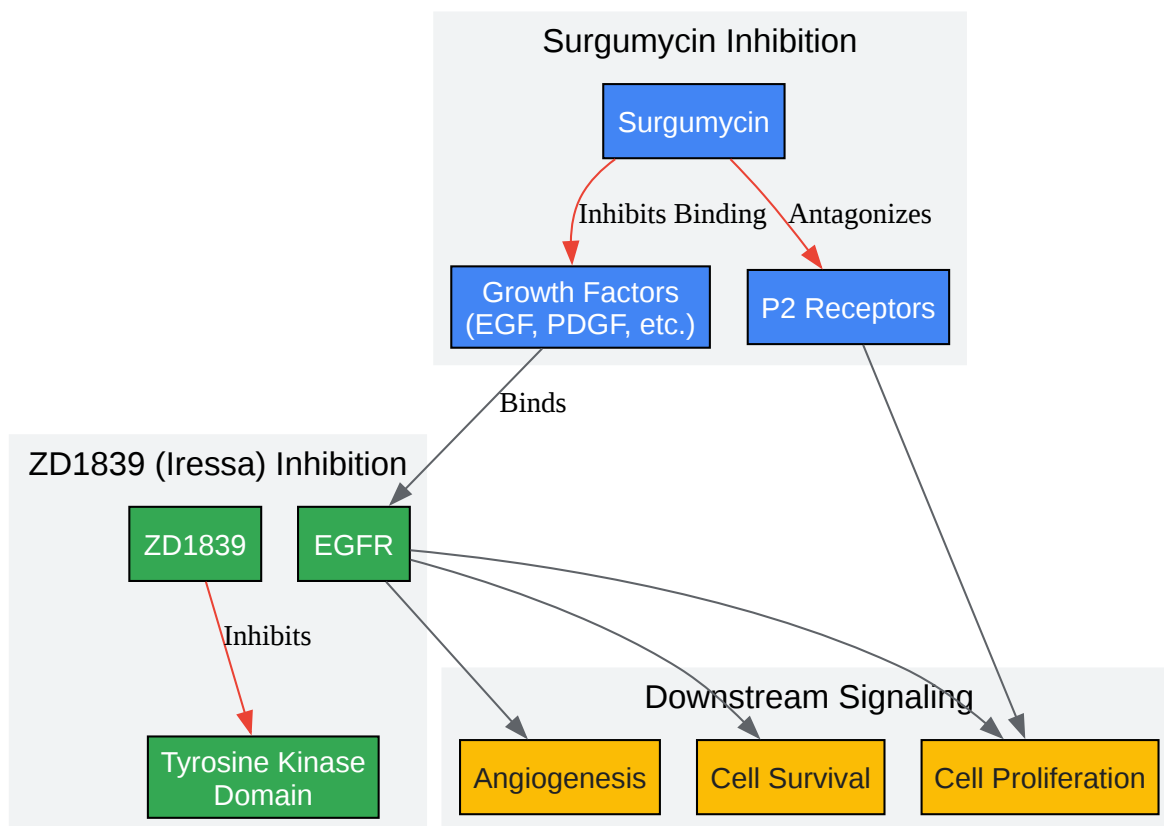 Surgumycin Inhibition
Surgumycin
Inhibits Binding
Antagonizes
Growth Factors
(EGF, PDGF, etc.)
P2 Receptors
Binds
ZD1839 (Iressa) Inhibition
ZD1839
EGFR
Inhibits
Downstream Signaling
Tyrosine Kinase
Domain
Angiogenesis
Cell Survival
Cell Proliferation